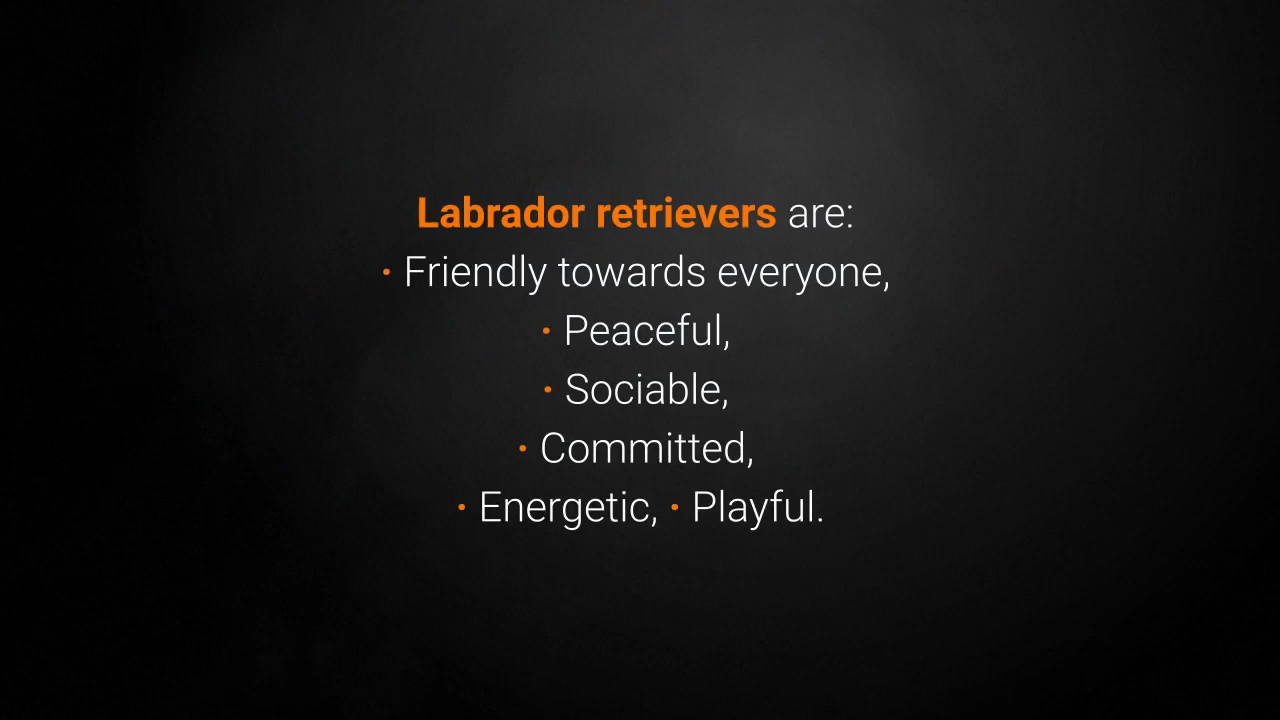 Labrador retrievers are:
• Friendly towards everyone,
• Peaceful,
• Sociable,
• Committed,
• Energetic, • Playful.